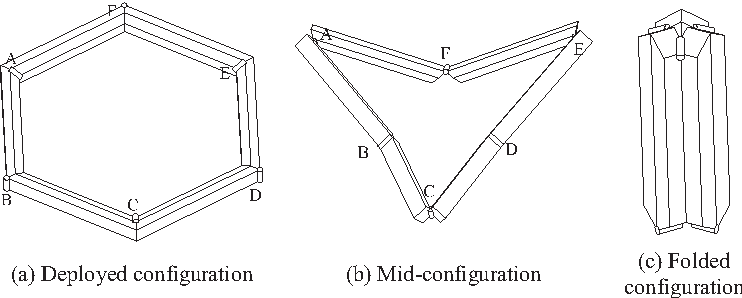 F
A
E
B
C
D
A
F
E
B
D
C
(a) Deployed configuration
(b) Mid-configuration
(c) Folded
configuration